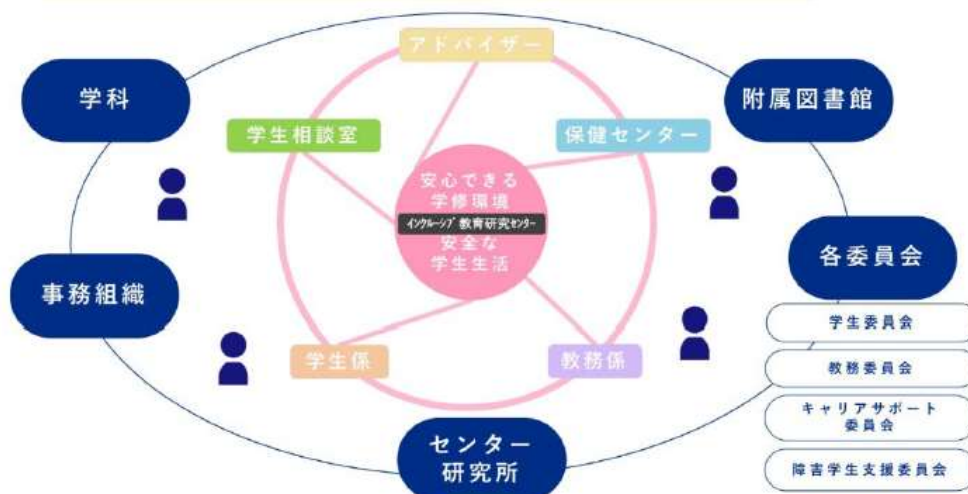 アドバイザー
学科
附属図書館
学生相談室
保健センター
安心できる
学修環境
インクルーシブ教育研究センター
安全な
学生生活
事務組織
各委員会
学生委員会
学生係
教務係
教務委員会
キャリアサポート
委員会
センター
研究所
障害学生支援委員会